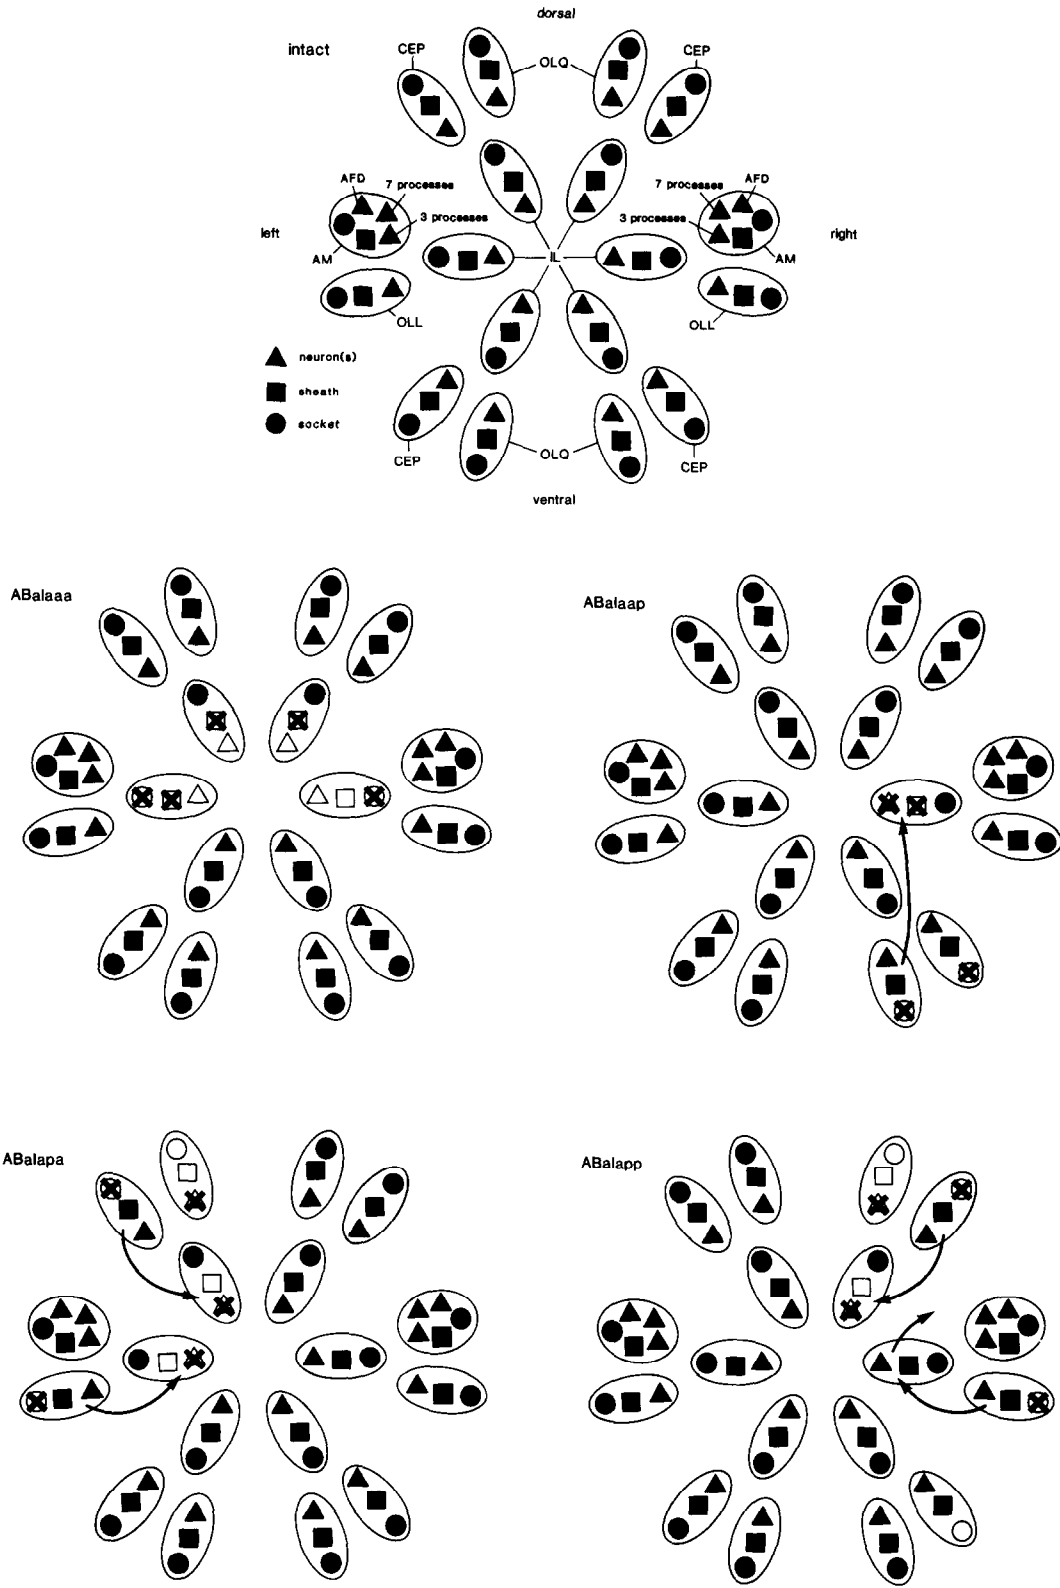 dorsal
intact
CEP
OLQ
CEP
AFD
7 processes
7 processes
AFD
3 processes
3 processes
left
right
AM
IL
AM
OLL
OLL
neuron(s)
sheath
socket
CEP
OLQ
CEP
ventral
ABalaaa
ABalaap
ABalapa
ABalapp